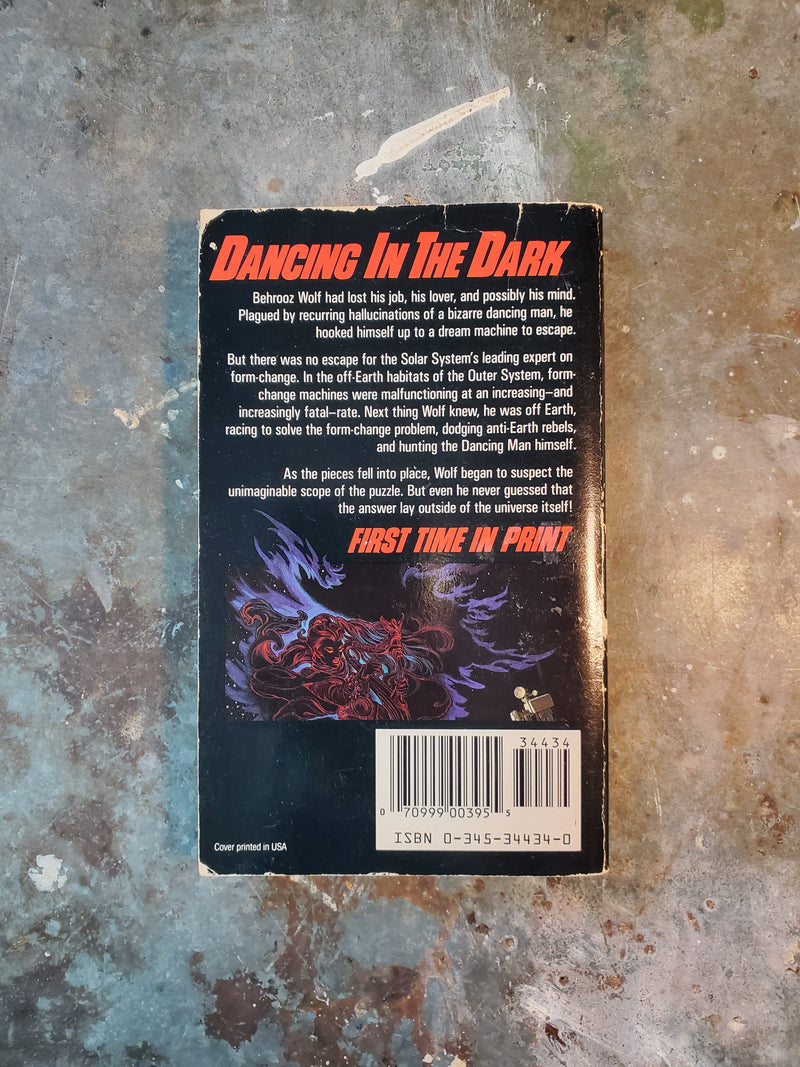 DANCING IN THE DARK
Behrooz Wolf had lost his job, his lover, and possibly his mind.
Plagued by recurring hallucinations of a bizarre dancing man, he
hooked himself up to a dream machine to escape.
But there was no escape for the Solar System's leading expert on
form-change. In the off-Earth habitats of the Outer System, form-
change machines were malfunctioning at an increasing—and
increasingly fatal—rate. Next thing Wolf knew, he was off Earth,
racing to solve the form-change problem, dodging anti-Earth rebels,
and hunting the Dancing Man himself.
As the pieces fell into place, Wolf began to suspect the
unimaginable scope of the puzzle. But even he never guessed that
the answer lay outside of the universe itself!
FIRST TIME IN PRINT
34434
0 70999 00395 5
ISBN 0-345-34434-0
Cover printed in USA